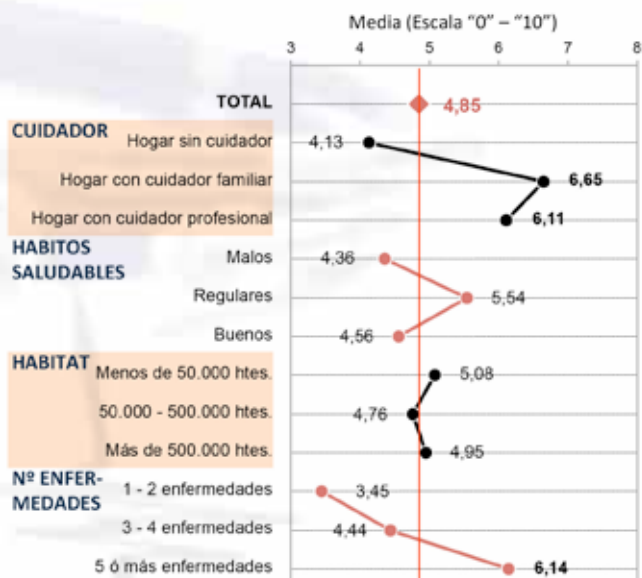 Media (Escala "0" – "10")
3 4 5 6 7 8
TOTAL 4,85
CUIDADOR
Hogar sin cuidador 4,13
Hogar con cuidador familiar 6,65
Hogar con cuidador profesional 6,11
HABITOS SALUDABLES
Malos 4,36
Regulares 5,54
Buenos 4,56
HABITAT
Menos de 50.000 htes. 5,08
50.000 - 500.000 htes. 4,76
Más de 500.000 htes. 4,95
Nº ENFER-
MEDADES
1 - 2 enfermedades 3,45
3 - 4 enfermedades 4,44
5 ó más enfermedades 6,14